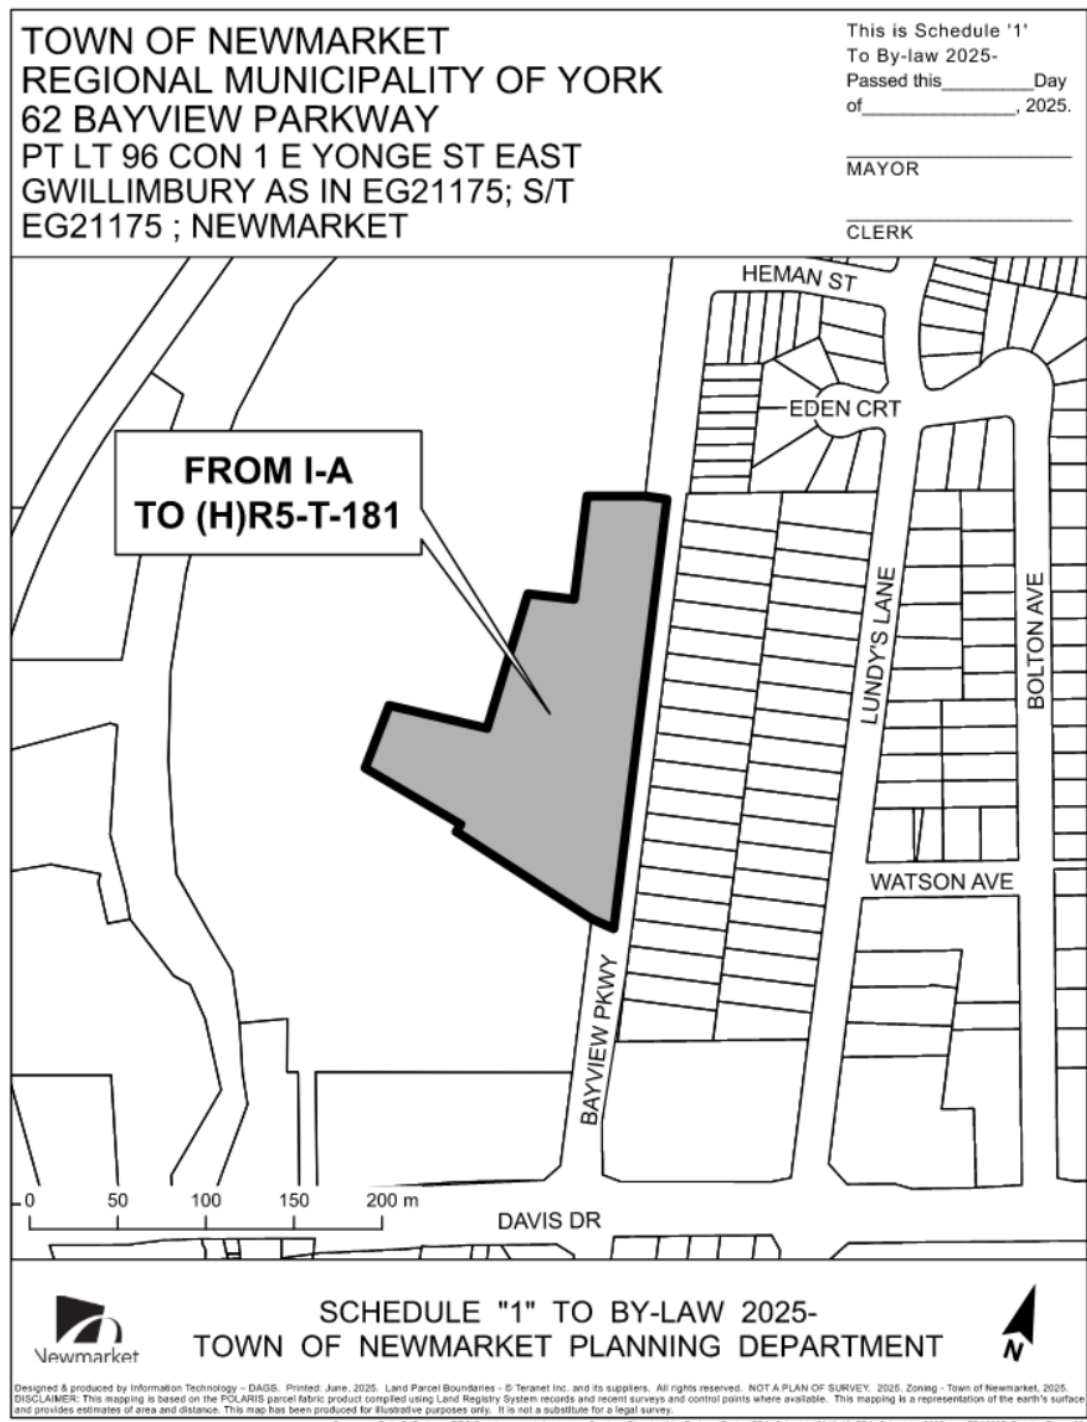 TOWN OF NEWMARKET
REGIONAL MUNICIPALITY OF YORK
62 BAYVIEW PARKWAY
PT LT 96 CON 1 E YONGE ST EAST
GWILLIMBURY AS IN EG21175; S/T
EG21175 ; NEWMARKET
This is Schedule '1'
To By-law 2025-
Passed this_________Day
of_______________, 2025.
MAYOR
CLERK
HEMAN ST
EDEN CRT
FROM I-A
TO (H)R5-T-181
LUNDY'S LANE
BOLTON AVE
WATSON AVE
BAYVIEW PKWY
0 50 100 150 200 m
DAVIS DR
SCHEDULE "1" TO BY-LAW 2025-
TOWN OF NEWMARKET PLANNING DEPARTMENT
Newmarket
N
Designed & produced by Information Technology – DAGS. Printed: June, 2025. Land Parcel Boundaries - © Teranet Inc. and its suppliers. All rights reserved. NOT A PLAN OF SURVEY. 2025. Zoning - Town of Newmarket, 2025.
DISCLAIMER: This mapping is based on the POLARIS parcel fabric product compiled using Land Registry System records and recent surveys and control points where available. This mapping is a representation of the earth's surface
and provides estimates of area and distance. This map has been produced for illustrative purposes only. It is not a substitute for a legal survey.